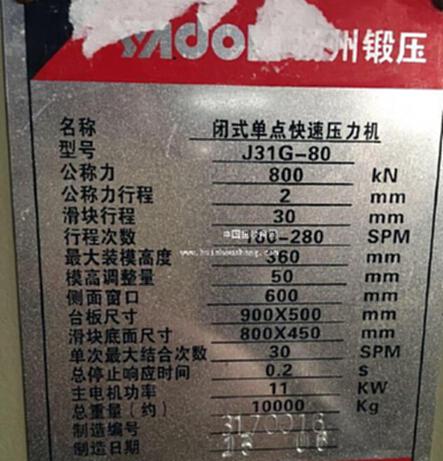 州锻压
名称 闭式单点快速压力机
型号 J31G-80
公称力 800 kN
公称力行程 2 mm
滑块行程 30 mm
行程次数 160-280 SPM
最大装模高度 360 mm
模高调整量 50 mm
侧面窗口 600 mm
台板尺寸 900X500 mm
滑块底面尺寸 800X450 mm
单次最大结合次数 30 SPM
总停止响应时间 0.2 s
主电机功率 11 KW
总重量(约) 10000 Kg
制造编号
制造日期